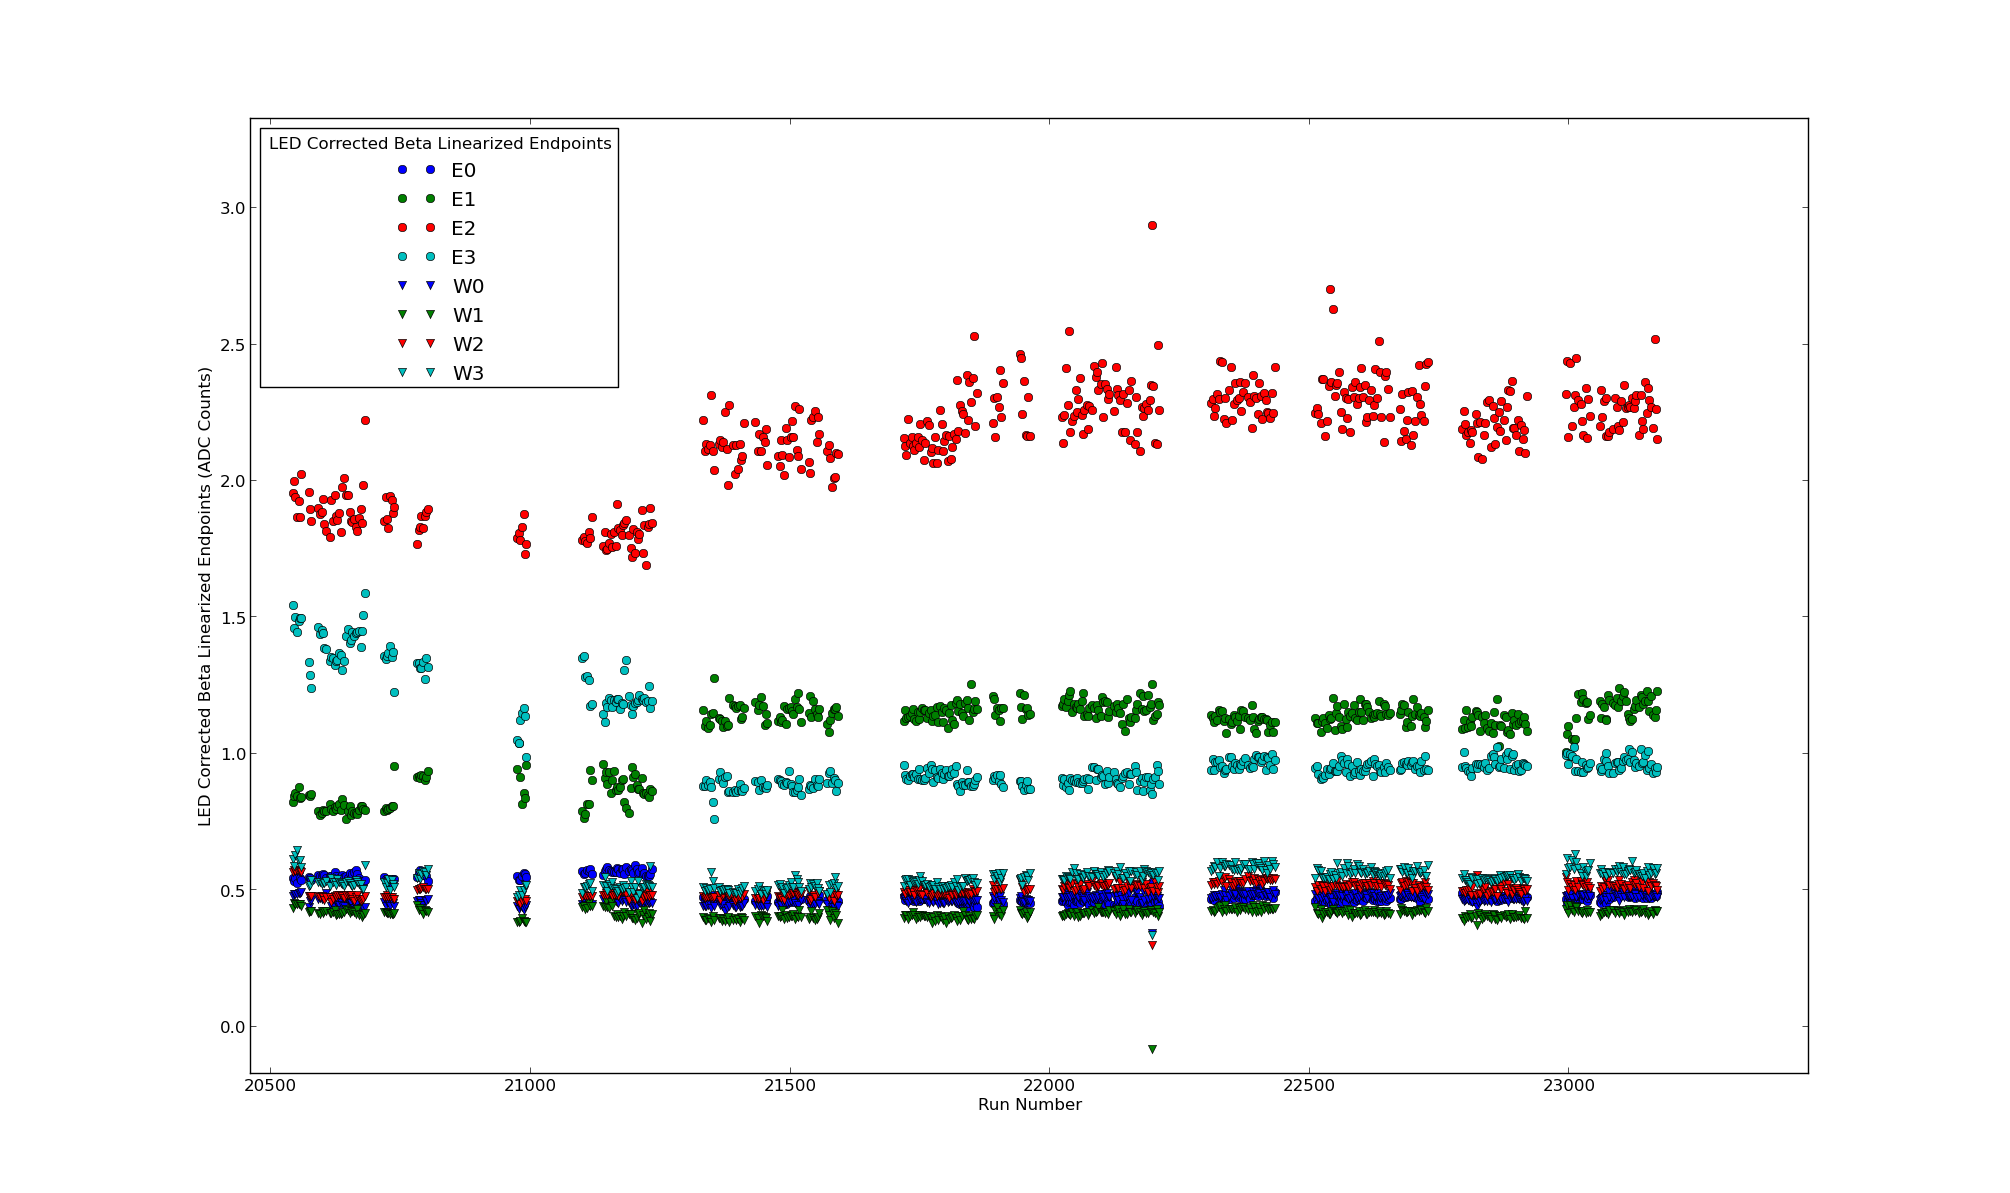 LED Corrected Beta Linearized Endpoints
E0
E1
E2
E3
W0
W1
W2
W3
LED Corrected Beta Linearized Endpoints (ADC Counts)
3.0
2.5
2.0
1.5
1.0
0.5
0.0
20500 21000 21500 22000 22500 23000
Run Number